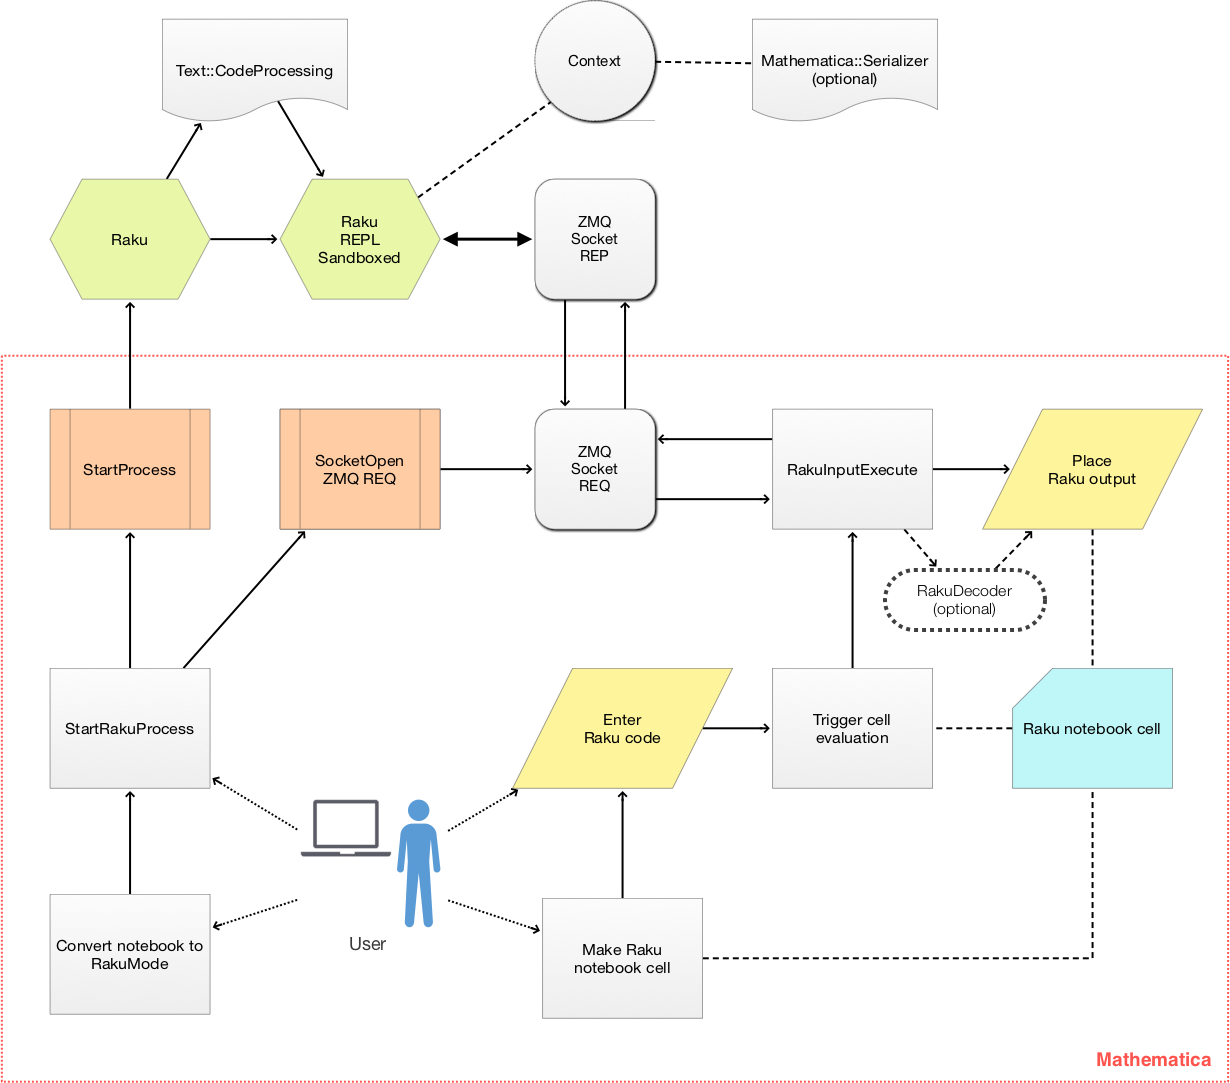 Text::CodeProcessing
Context
Mathematica::Serializer
(optional)
Raku
Raku
REPL
Sandboxed
ZMQ
Socket
REP
StartProcess
SocketOpen
ZMQ REQ
ZMQ
Socket
REQ
RakuInputExecute
Place
Raku output
RakuDecoder
(optional)
StartRakuProcess
Enter
Raku code
Trigger cell
evaluation
Raku notebook cell
Convert notebook to
RakuMode
User
Make Raku
notebook cell
Mathematica